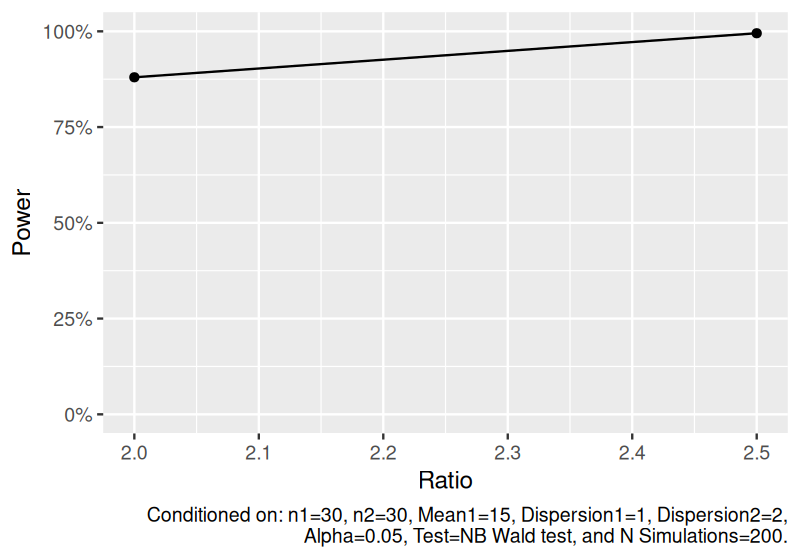 100%
75%
50%
25%
0%
Power
2.0 2.1 2.2 2.3 2.4 2.5
Ratio
Conditioned on: n1=30, n2=30, Mean1=15, Dispersion1=1, Dispersion2=2,
Alpha=0.05, Test=NB Wald test, and N Simulations=200.